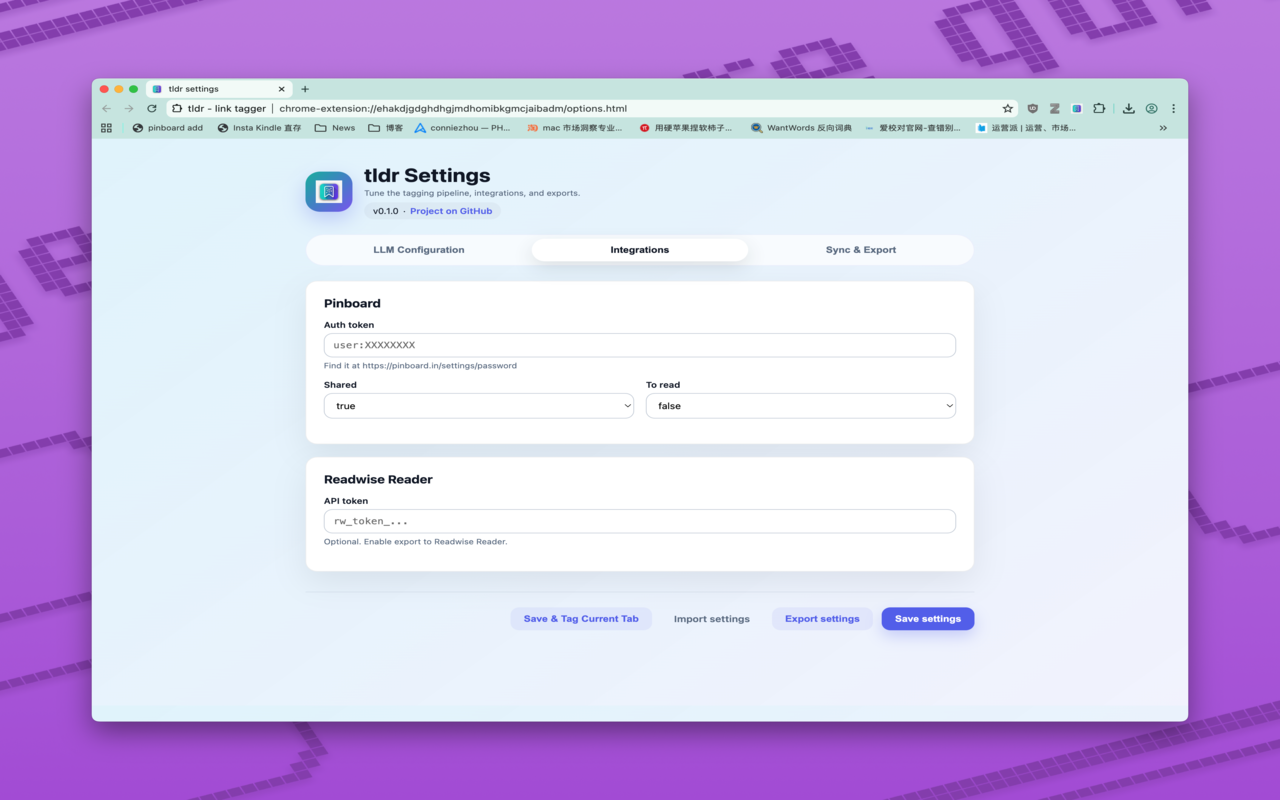 tldr settings
tldr - link tagger | chrome-extension://ehakdjgdghdhgjmdhomibkgmcjaibadm/options.html
pinboard add Insta Kindle 直存 News 博客 conniezhou — PH... mac 市场洞察专业... 用硬苹果捏软柿子... WantWords 反向词典 爱校对官网-查错别... 运营派 | 运营、市场...
tldr Settings
Tune the tagging pipeline, integrations, and exports.
v0.1.0 · Project on GitHub
LLM Configuration Integrations Sync & Export
Pinboard
Auth token
user:XXXXXXXX
Find it at https://pinboard.in/settings/password
Shared To read
true false
Readwise Reader
API token
rw_token_...
Optional. Enable export to Readwise Reader.
Save & Tag Current Tab Import settings Export settings Save settings